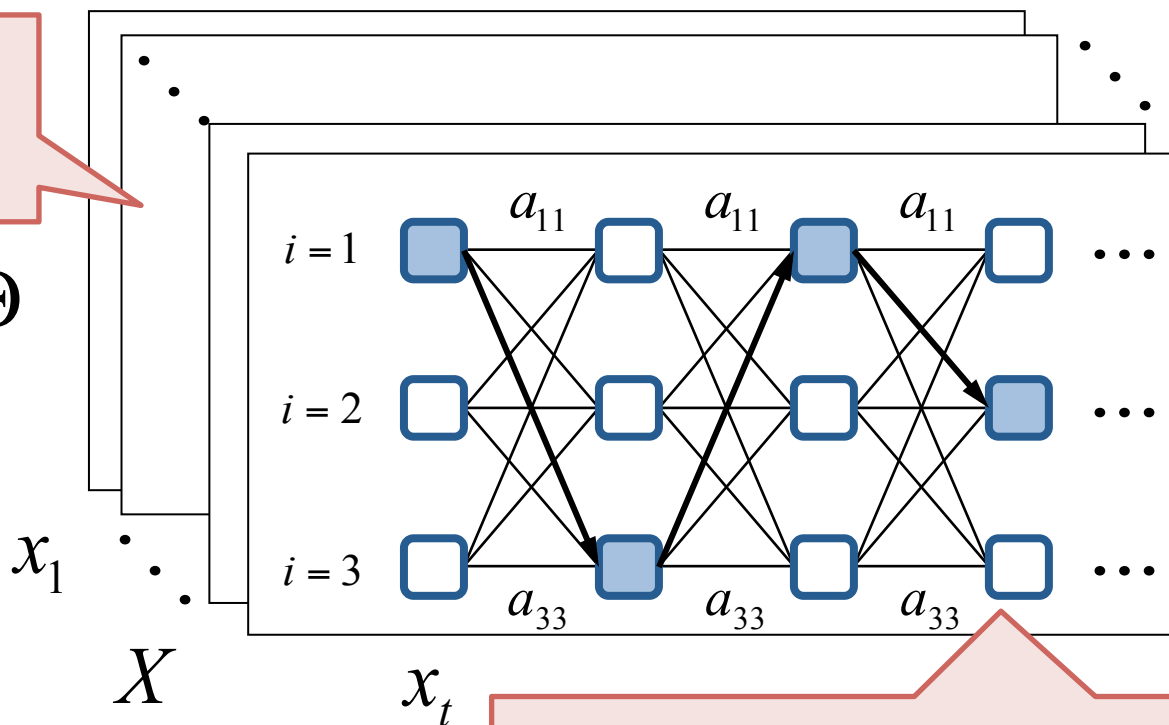 a₁₁ a₁₁ a₁₁
i = 1 ...
Θ
i = 2 ...
x₁ i = 3 ...
a₃₃ a₃₃ a₃₃
X xₜ